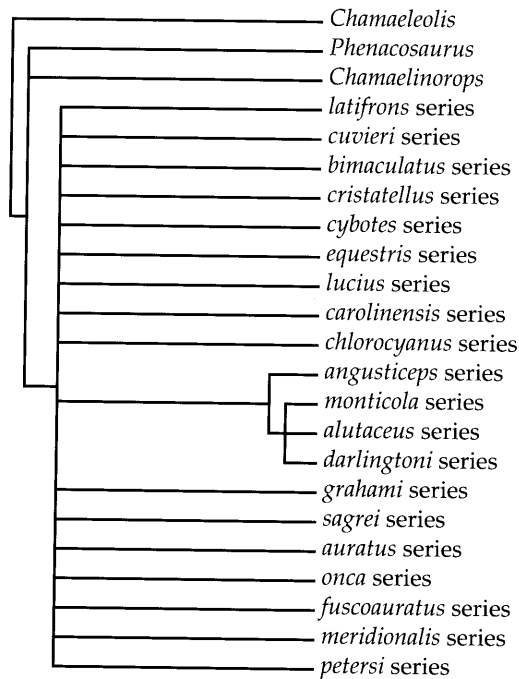 Chamaeleolis
Phenacosaurus
Chamaelinorops
latifrons series
cuvieri series
bimaculatus series
cristatellus series
cybotes series
equestris series
lucius series
carolinensis series
chlorocyanus series
angusticeps series
monticola series
alutaceus series
darlingtoni series
grahami series
sagrei series
auratus series
onca series
fuscoauratus series
meridionalis series
petersi series